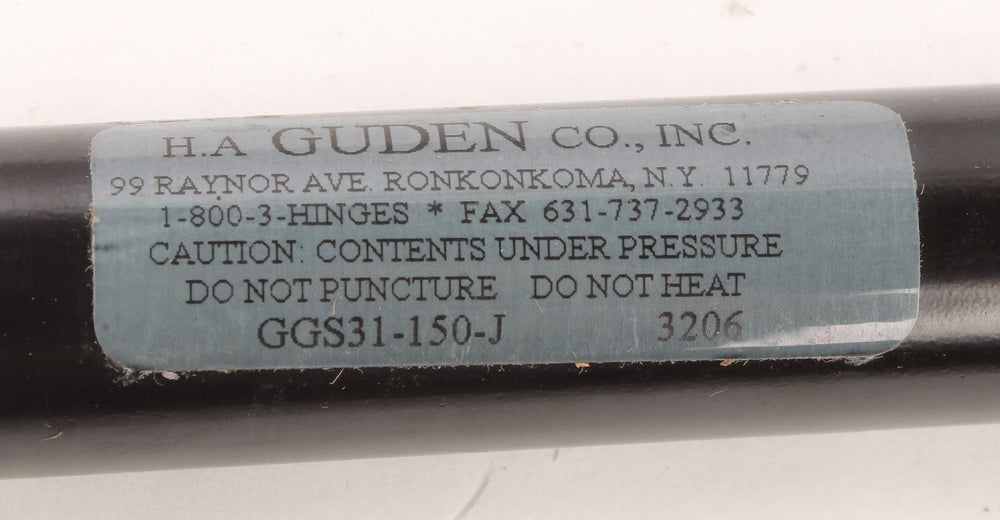 H.A GUDEN CO., INC.
99 RAYNOR AVE. RONKONKOMA, N.Y. 11779
1-800-3-HINGES * FAX 631-737-2933
CAUTION: CONTENTS UNDER PRESSURE
DO NOT PUNCTURE DO NOT HEAT
GGS31-150-J 3206